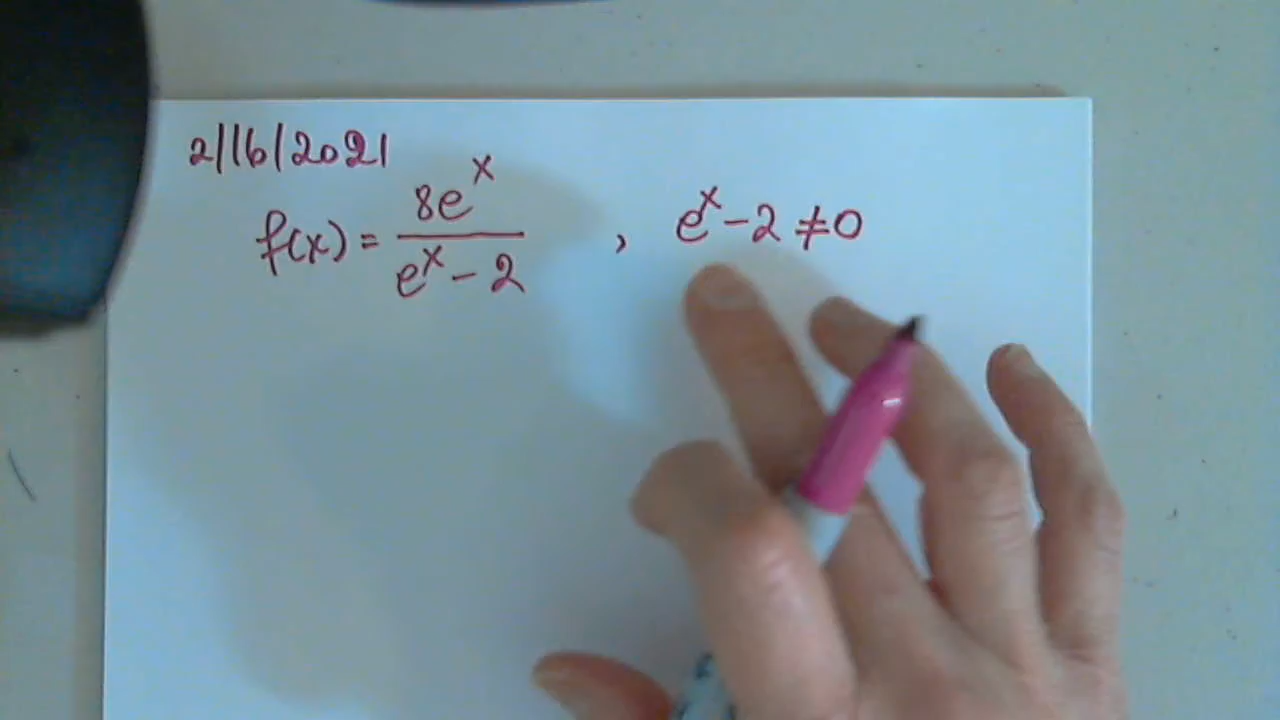 2/16/2021
f(x) = 8e^x / (e^x - 2) , e^x - 2 ≠ 0